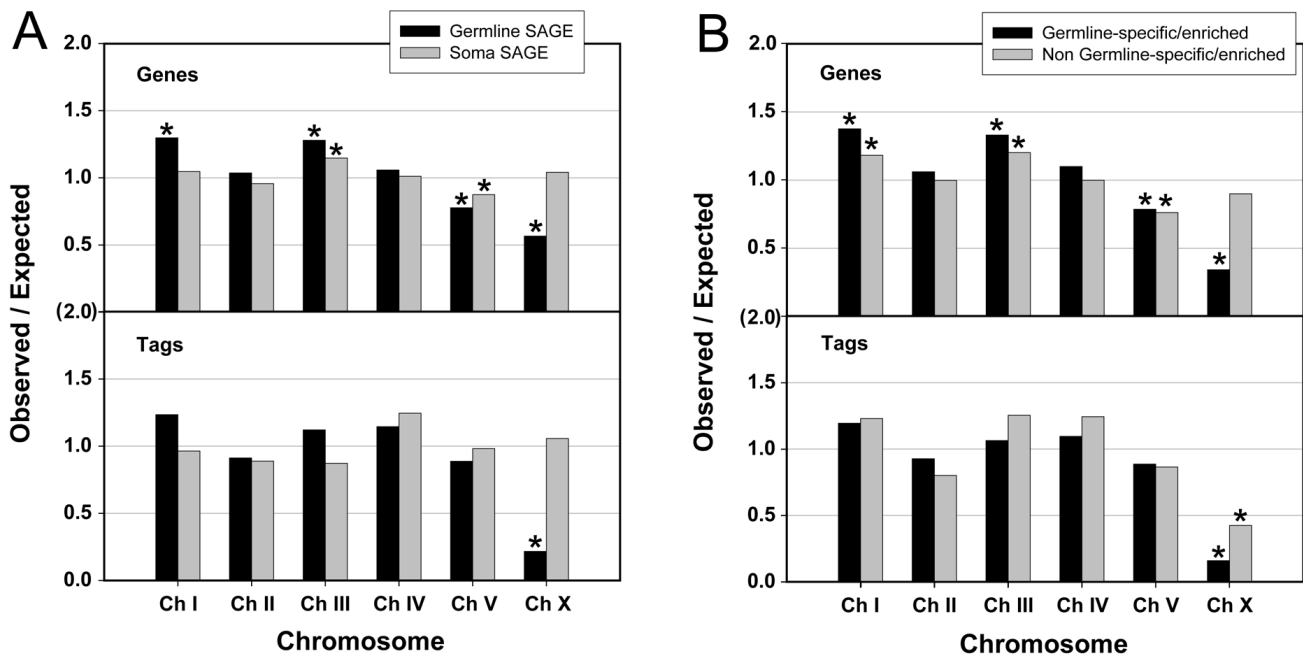 A
Germline SAGE
Soma SAGE
Genes
2.0
1.5
1.0
0.5
(2.0)
* * * * * *
Tags
1.5
1.0
0.5
0.0
*
Ch I Ch II Ch III Ch IV Ch V Ch X
Chromosome
Observed / Expected
B
Germline-specific/enriched
Non Germline-specific/enriched
Genes
2.0
1.5
1.0
0.5
(2.0)
* * * * * * *
Tags
1.5
1.0
0.5
0.0
* *
Ch I Ch II Ch III Ch IV Ch V Ch X
Chromosome
Observed / Expected